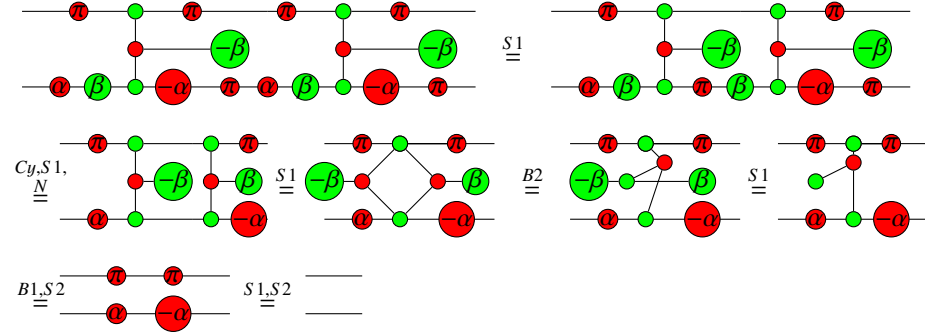 π π π π π π π
−β −β S1 = −β −β
α β −α π α β −α π α β π β −α π
π π π π π π π
Cy,S1, N = −β β S1 = −β β B2 = −β β S1 =
α −α α −α α −α −α
π π
B1,S2 = S1,S2 =
α −α